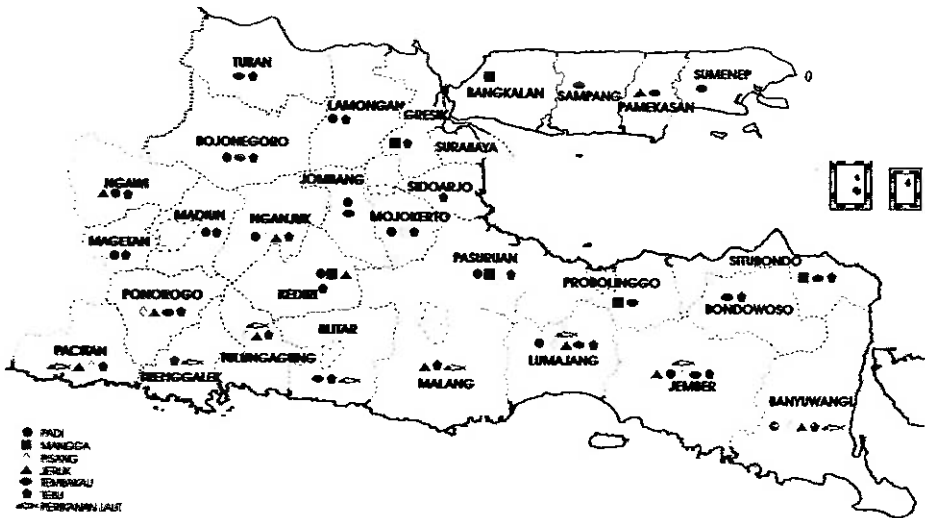 TUBAN
LAMONGAN
GRESIK
BANGKALAN
SAMPANG
PAMEKASAN
SUMENEP
BOJONEGORO
SURABAYA
NGAWI
JOMBANG
SIDOARJO
MADIUN
NGANJUK
MOJOKERTO
MAGETAN
PASURUAN
SITUBONDO
PONOROGO
KEDIRI
PROBOLINGGO
BONDOWOSO
BLITAR
PACITAN
TRENGGALEK
TULUNGAGUNG
MALANG
LUMAJANG
JEMBER
BANYUWANGI
PADI
MANGGA
PISANG
JERUK
TEMBAKAU
TEBU
PERIKANAN LAUT